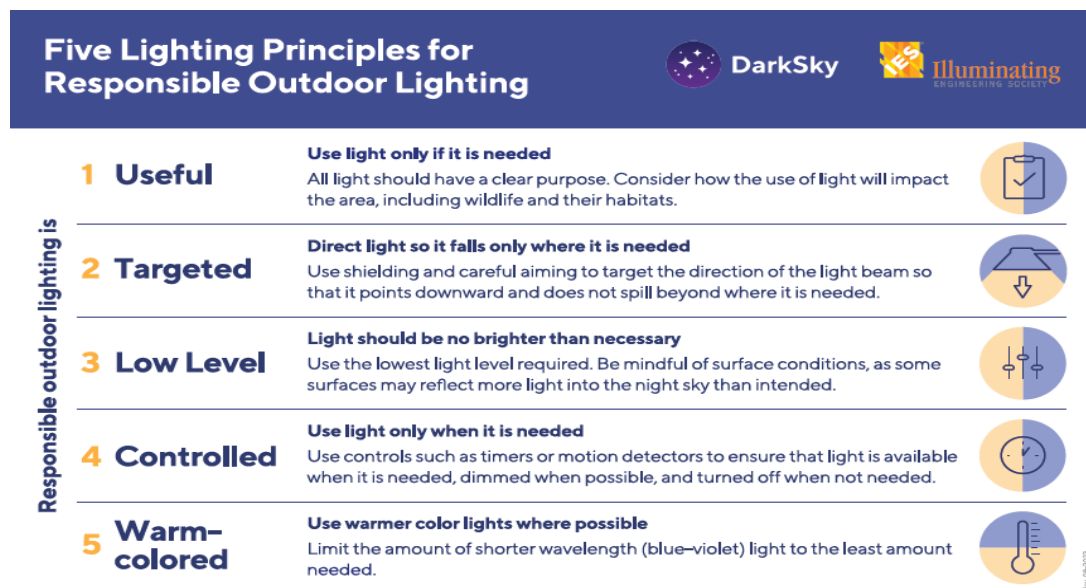 Five Lighting Principles for
Responsible Outdoor Lighting
DarkSky
IES
Illuminating
ENGINEERING SOCIETY
Responsible outdoor lighting is
1 Useful
Use light only if it is needed
All light should have a clear purpose. Consider how the use of light will impact
the area, including wildlife and their habitats.
2 Targeted
Direct light so it falls only where it is needed
Use shielding and careful aiming to target the direction of the light beam so
that it points downward and does not spill beyond where it is needed.
3 Low Level
Light should be no brighter than necessary
Use the lowest light level required. Be mindful of surface conditions, as some
surfaces may reflect more light into the night sky than intended.
4 Controlled
Use light only when it is needed
Use controls such as timers or motion detectors to ensure that light is available
when it is needed, dimmed when possible, and turned off when not needed.
5 Warm–
colored
Use warmer color lights where possible
Limit the amount of shorter wavelength (blue–violet) light to the least amount
needed.